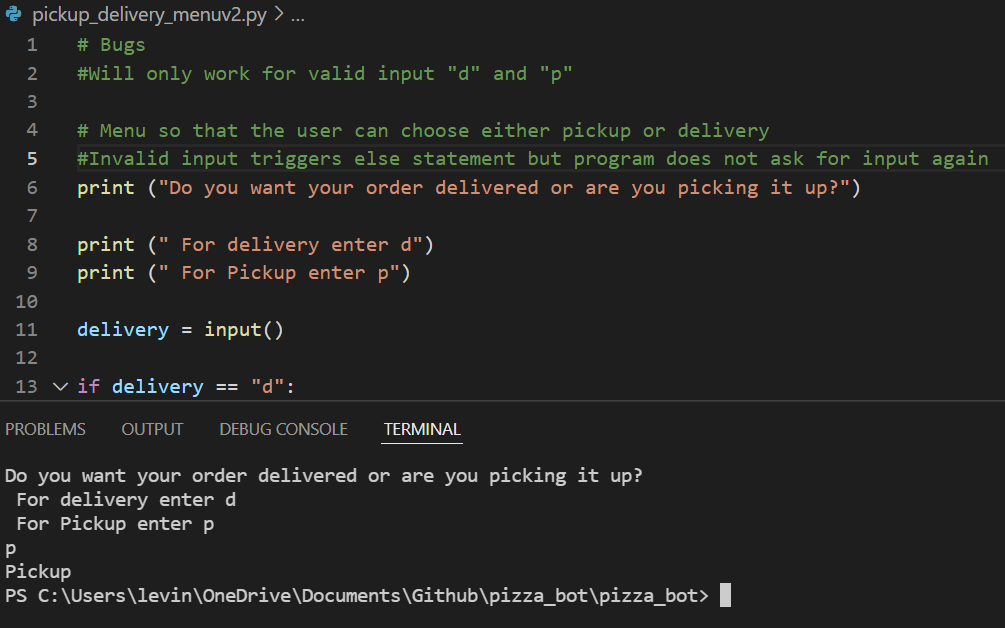 pickup_delivery_menuv2.py > ...
1 # Bugs
2 #Will only work for valid input "d" and "p"
3
4 # Menu so that the user can choose either pickup or delivery
5 #Invalid input triggers else statement but program does not ask for input again
6 print ("Do you want your order delivered or are you picking it up?")
7
8 print (" For delivery enter d")
9 print (" For Pickup enter p")
10
11 delivery = input()
12
13 if delivery == "d":
PROBLEMS OUTPUT DEBUG CONSOLE TERMINAL
Do you want your order delivered or are you picking it up?
 For delivery enter d
 For Pickup enter p
p
Pickup
PS C:\Users\levin\OneDrive\Documents\Github\pizza_bot\pizza_bot>